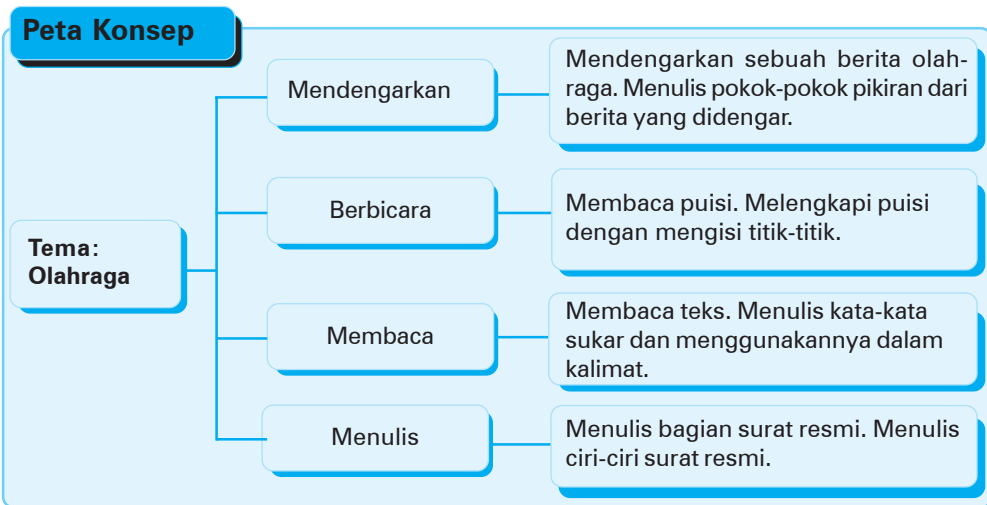 Peta Konsep
Tema:
Olahraga
Mendengarkan
Mendengarkan sebuah berita olah-
raga. Menulis pokok-pokok pikiran dari
berita yang didengar.
Berbicara
Membaca puisi. Melengkapi puisi
dengan mengisi titik-titik.
Membaca
Membaca teks. Menulis kata-kata
sukar dan menggunakannya dalam
kalimat.
Menulis
Menulis bagian surat resmi. Menulis
ciri-ciri surat resmi.